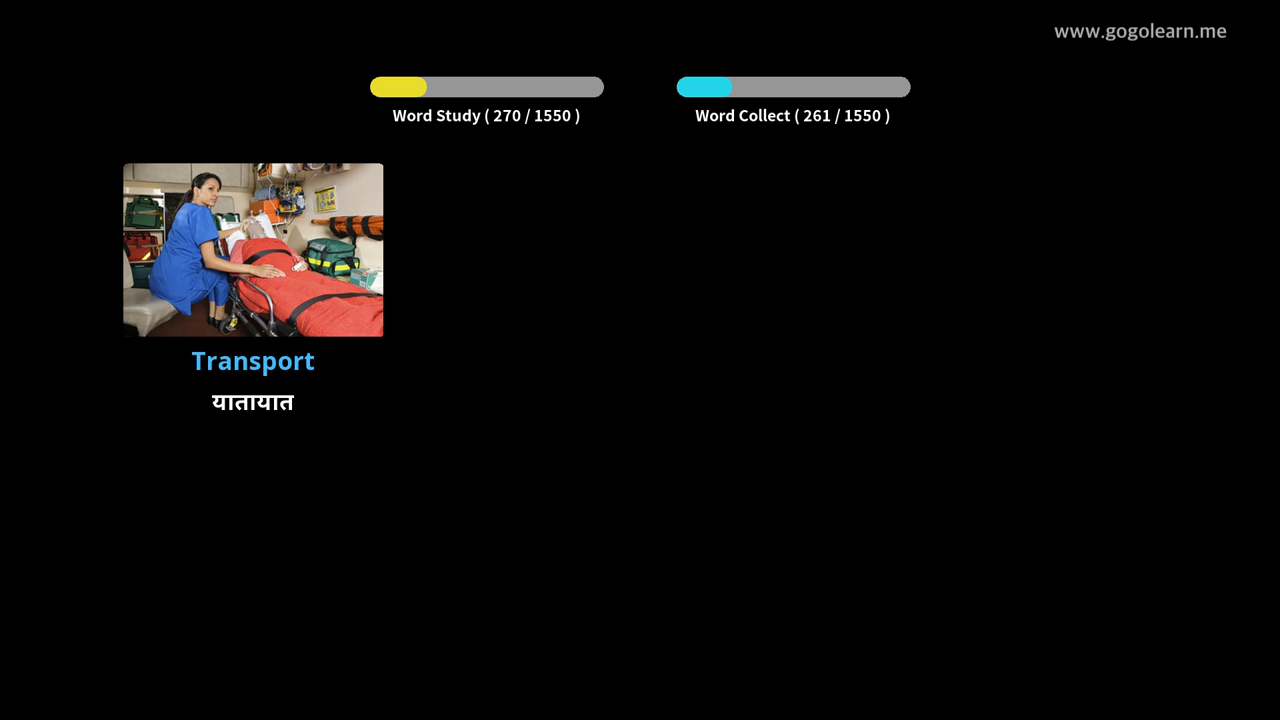 www.gogolearn.me
Word Study ( 270 / 1550 )
Word Collect ( 261 / 1550 )
Transport
यातायात